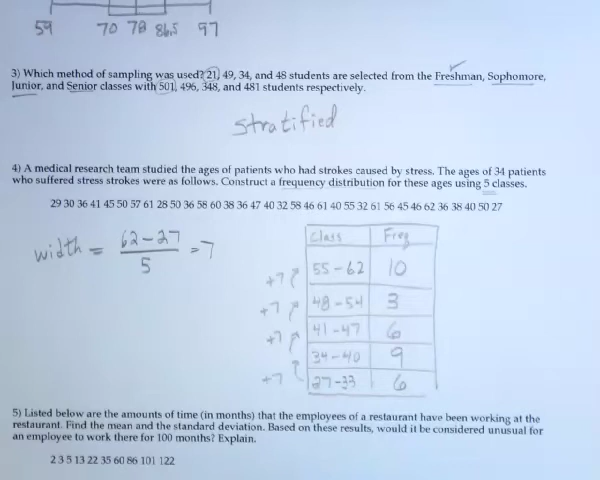 59 70 78 86.5 97
3) Which method of sampling was used? 21, 49, 34, and 48 students are selected from the Freshman, Sophomore,
Junior, and Senior classes with 501, 496, 348, and 481 students respectively.
Stratified
4) A medical research team studied the ages of patients who had strokes caused by stress. The ages of 34 patients
who suffered stress strokes were as follows. Construct a frequency distribution for these ages using 5 classes.
29 30 36 41 45 50 57 61 28 50 36 58 60 38 36 47 40 32 58 46 61 40 55 32 61 56 45 46 62 36 38 40 50 27
width = 62-27 / 5 = 7
Class Freq
+7 55-62 10
+7 48-54 3
+7 41-47 6
34-40 9
+7 27-33 6
5) Listed below are the amounts of time (in months) that the employees of a restaurant have been working at the
restaurant. Find the mean and the standard deviation. Based on these results, would it be considered unusual for
an employee to work there for 100 months? Explain.
2 3 5 13 22 35 60 86 101 122